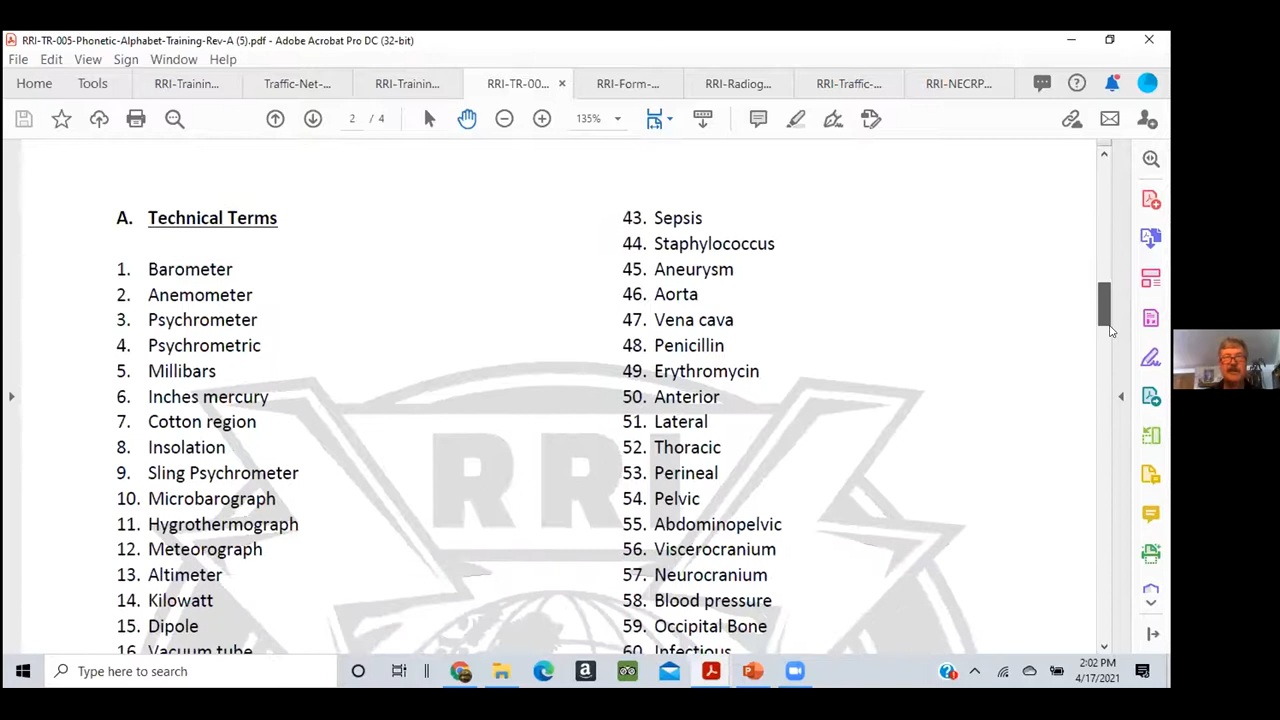 RRI-TR-005-Phonetic-Alphabet-Training-Rev-A (5).pdf - Adobe Acrobat Pro DC (32-bit)
File Edit View Sign Window Help
Home Tools RRI-Trainin... Traffic-Net-... RRI-Trainin... RRI-TR-00... RRI-Form-... RRI-Radiog... RRI-Traffic-... RRI-NECRP...
2 / 4 135%
A. Technical Terms
1. Barometer
2. Anemometer
3. Psychrometer
4. Psychrometric
5. Millibars
6. Inches mercury
7. Cotton region
8. Insolation
9. Sling Psychrometer
10. Microbarograph
11. Hygrothermograph
12. Meteorograph
13. Altimeter
14. Kilowatt
15. Dipole
16. Vacuum tube
43. Sepsis
44. Staphylococcus
45. Aneurysm
46. Aorta
47. Vena cava
48. Penicillin
49. Erythromycin
50. Anterior
51. Lateral
52. Thoracic
53. Perineal
54. Pelvic
55. Abdominopelvic
56. Viscerocranium
57. Neurocranium
58. Blood pressure
59. Occipital Bone
60. Infectious
RRI
Type here to search
2:02 PM
4/17/2021